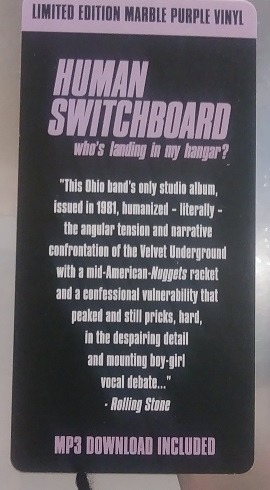 LIMITED EDITION MARBLE PURPLE VINYL
HUMAN
SWITCHBOARD
who's landing in my hangar?
"This Ohio band's only studio album,
issued in 1981, humanized - literally -
the angular tension and narrative
confrontation of the Velvet Underground
with a mid-American-Nuggets racket
and a confessional vulnerability that
peaked and still pricks, hard,
in the despairing detail
and mounting boy-girl
vocal debate..."
- Rolling Stone
MP3 DOWNLOAD INCLUDED